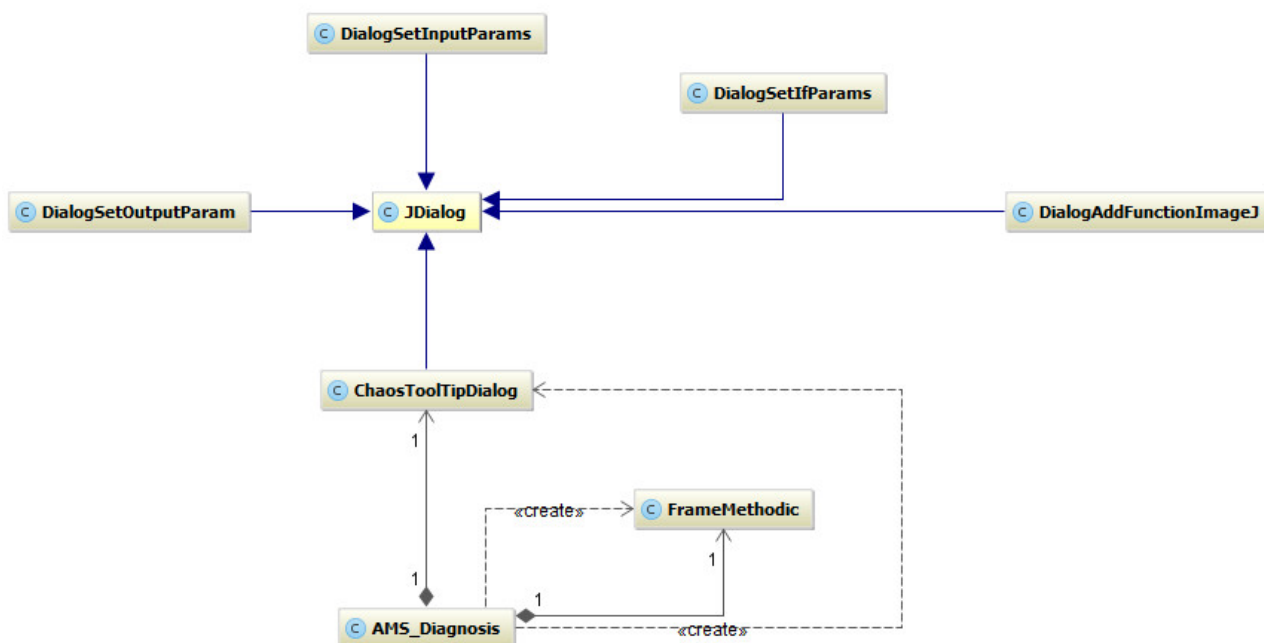 C DialogSetInputParams
C DialogSetIfParams
C DialogSetOutputParam
C JDialog
C DialogAddFunctionImageJ
C ChaosToolTipDialog
1
C FrameMethodic
«create»
1
1
1
C AMS_Diagnosis
«create»